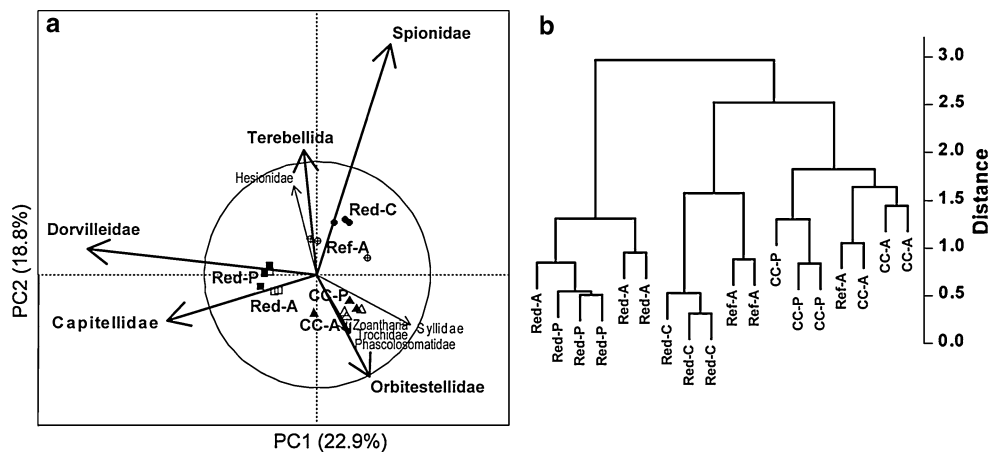 a
Spionidae
Terebellida
Hesionidae
Red-C
Dorvilleidae
Ref-A
Red-P
Red-A
CC-P
Capitellidae
CC-A
Zoanthana
Syllidae
Trochidae
Phascolosomatidae
Orbitestellidae
PC2 (18.8%)
PC1 (22.9%)
b
3.0
2.5
2.0
1.5
1.0
0.5
0.0
Distance
Red-A
Red-P
Red-P
Red-P
Red-A
Red-A
Red-C
Red-C
Red-C
Ref-A
Ref-A
CC-P
CC-P
CC-P
Ref-A
CC-A
CC-A
CC-A